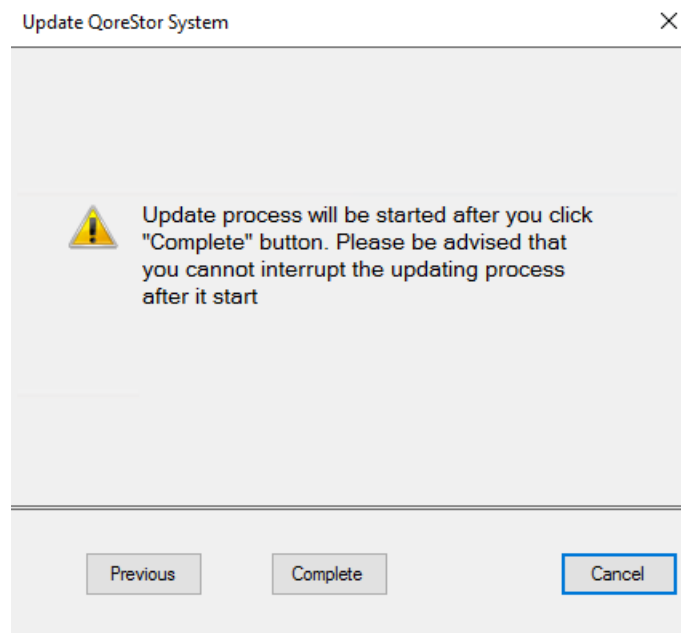 Update QoreStor System
Update process will be started after you click
"Complete" button. Please be advised that
you cannot interrupt the updating process
after it start
Previous
Complete
Cancel